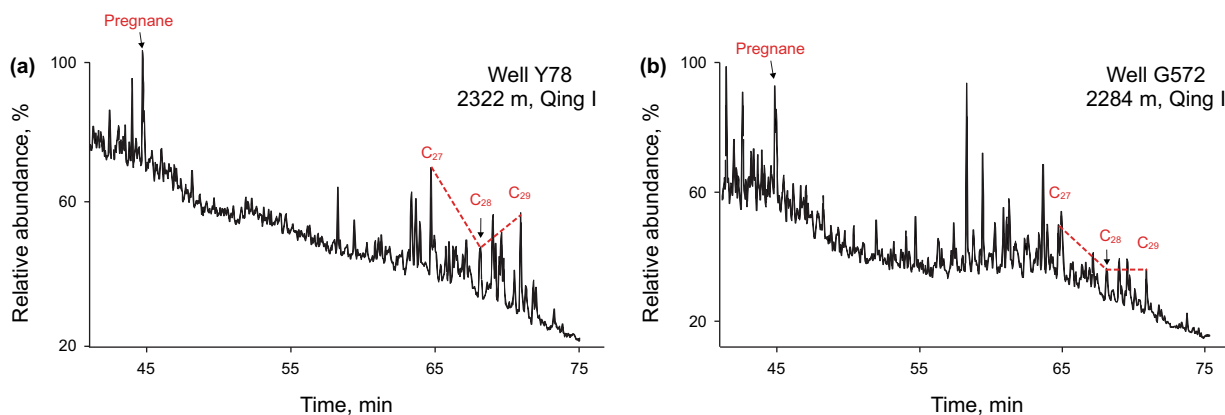 (a)
Pregnane
Well Y78
2322 m, Qing I
Relative abundance, %
100
60
20
C₂₇
C₂₈
C₂₉
45
55
65
75
Time, min
(b)
Pregnane
Well G572
2284 m, Qing I
Relative abundance, %
100
60
20
C₂₇
C₂₈
C₂₉
45
55
65
75
Time, min